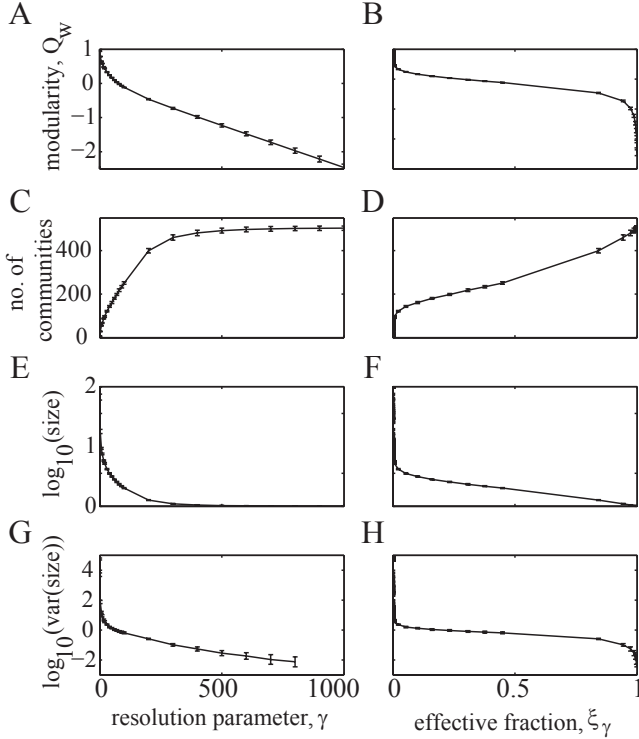 A
B
modularity, Q_w
1
0
−1
−2
C
D
no. of
communities
400
200
0
E
F
log10(size)
2
1
0
G
H
log10(var(size))
4
2
0
−2
0
500
1000
0
0.5
1
resolution parameter, γ
effective fraction, ξγ